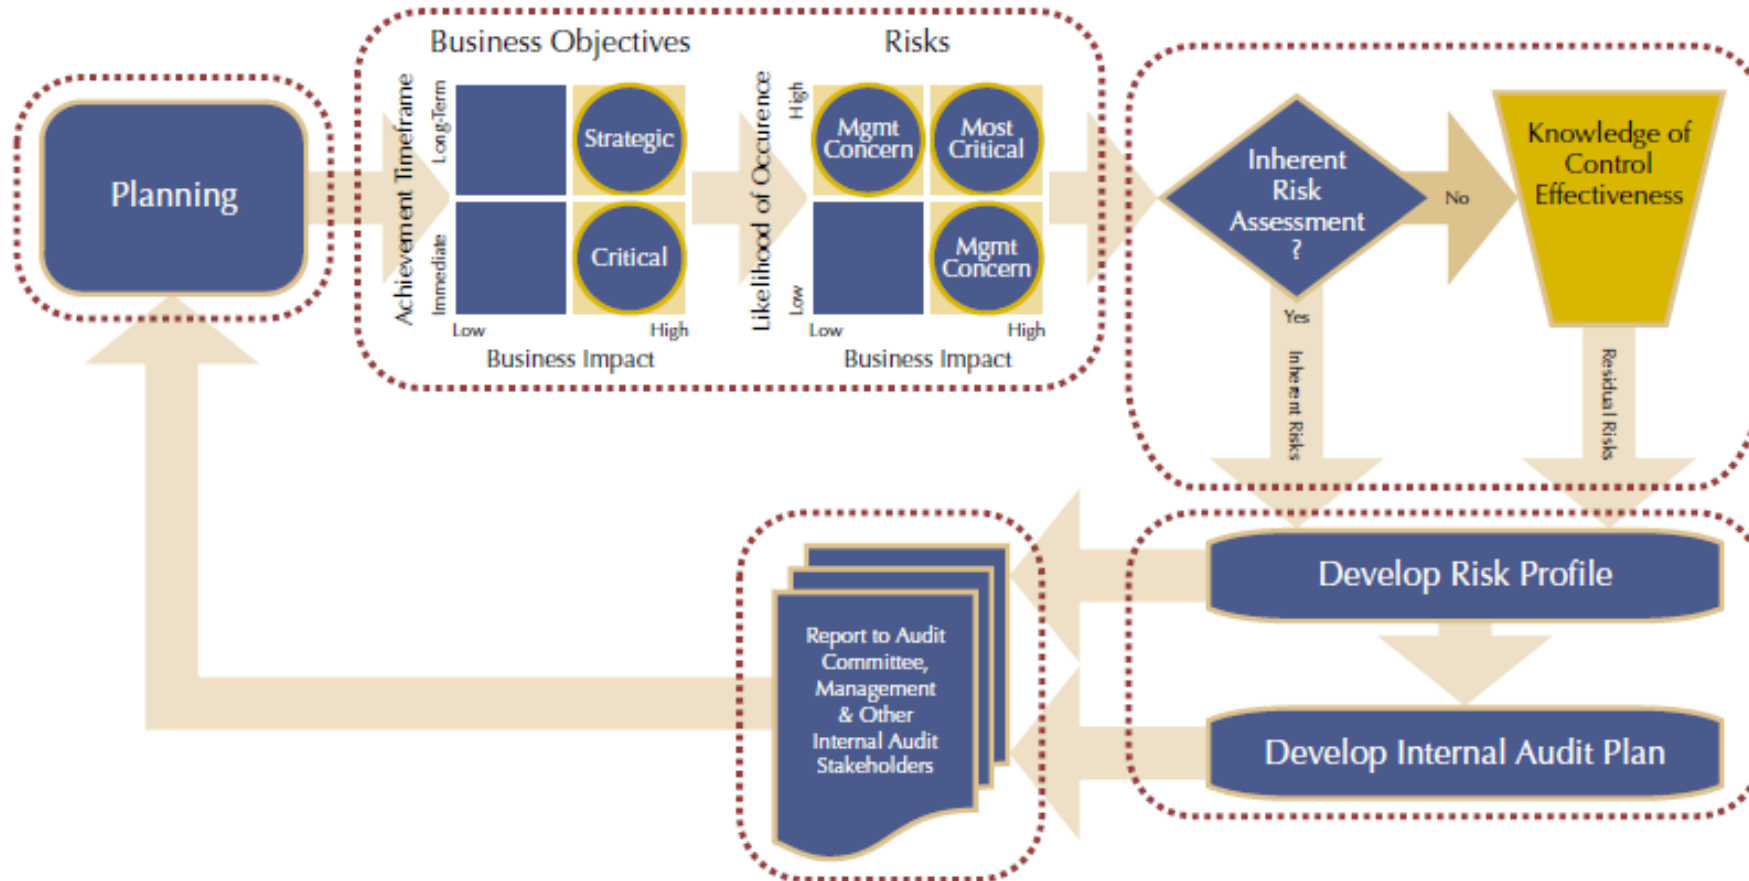 Planning
Business Objectives
Achievement Timeframe
Long-Term
Immediate
Strategic
Critical
Low
High
Business Impact
Risks
Likelihood of Occurence
High
Low
Mgmt
Concern
Most
Critical
Mgmt
Concern
Low
High
Business Impact
Inherent
Risk
Assessment
?
No
Yes
Knowledge of
Control
Effectiveness
Inherent Risks
Residual Risks
Develop Risk Profile
Develop Internal Audit Plan
Report to Audit
Committee,
Management
& Other
Internal Audit
Stakeholders